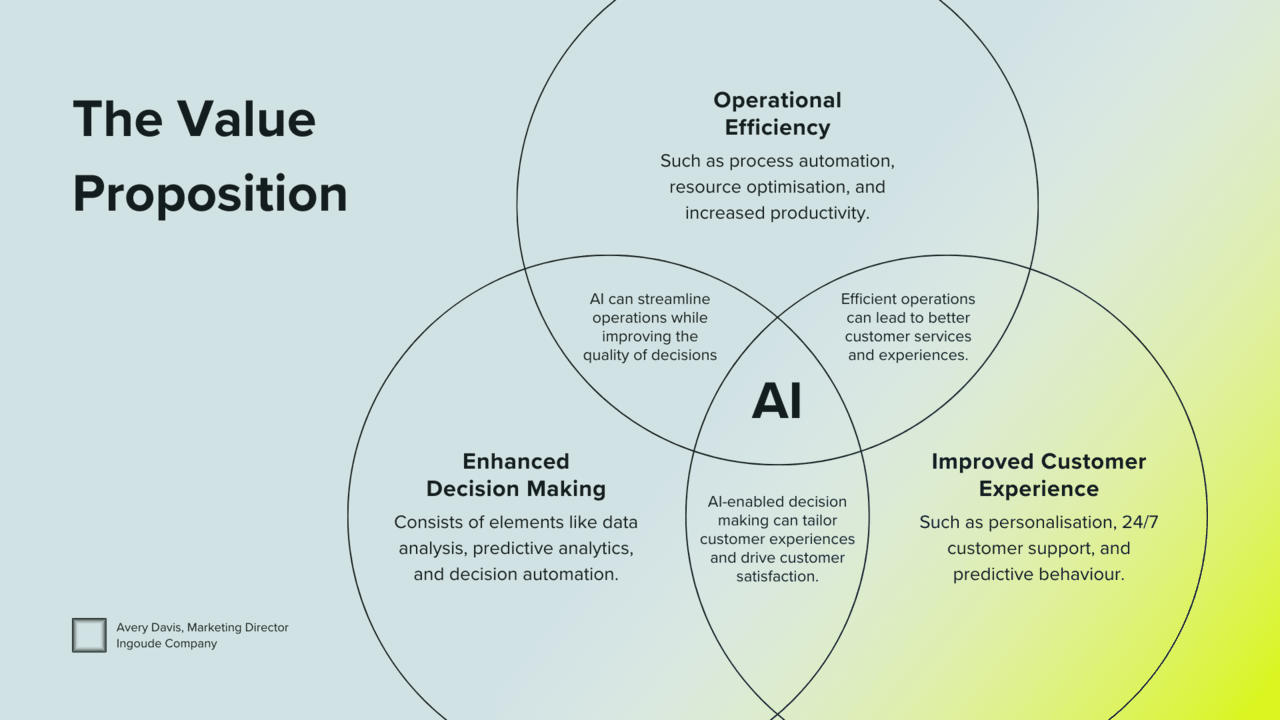 The Value
Proposition
Operational
Efficiency
Such as process automation,
resource optimisation, and
increased productivity.
AI can streamline
operations while
improving the
quality of decisions
Efficient operations
can lead to better
customer services
and experiences.
AI
Enhanced
Decision Making
Consists of elements like data
analysis, predictive analytics,
and decision automation.
AI-enabled decision
making can tailor
customer experiences
and drive customer
satisfaction.
Improved Customer
Experience
Such as personalisation, 24/7
customer support, and
predictive behaviour.
Avery Davis, Marketing Director
Ingoude Company